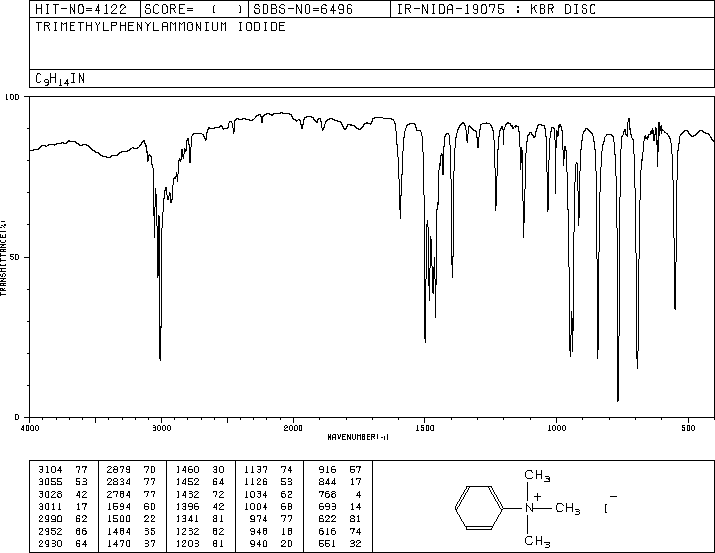 HIT-NO=4122 SCORE= ( ) SDBS-NO=6496 IR-NIDA-19075 : KBR DISC
TRIMETHYLPHENYLAMMONIUM IODIDE
C9H14IN
100
50
0
TRANSMITTANCE(%)
4000 3000 2000 1500 1000 500
WAVENUMBER(-1)
3104 77 2879 70 1460 30 1137 74 916 57
3055 53 2834 77 1452 64 1126 53 844 17
3028 42 2784 77 1432 72 1034 62 768 4
3011 17 1594 60 1396 42 1004 68 693 14
2990 62 1500 22 1341 81 974 77 622 81
2952 66 1484 35 1232 62 948 18 616 74
2930 64 1470 37 1203 81 940 20 551 32
CH3
N+ CH3 I−
CH3